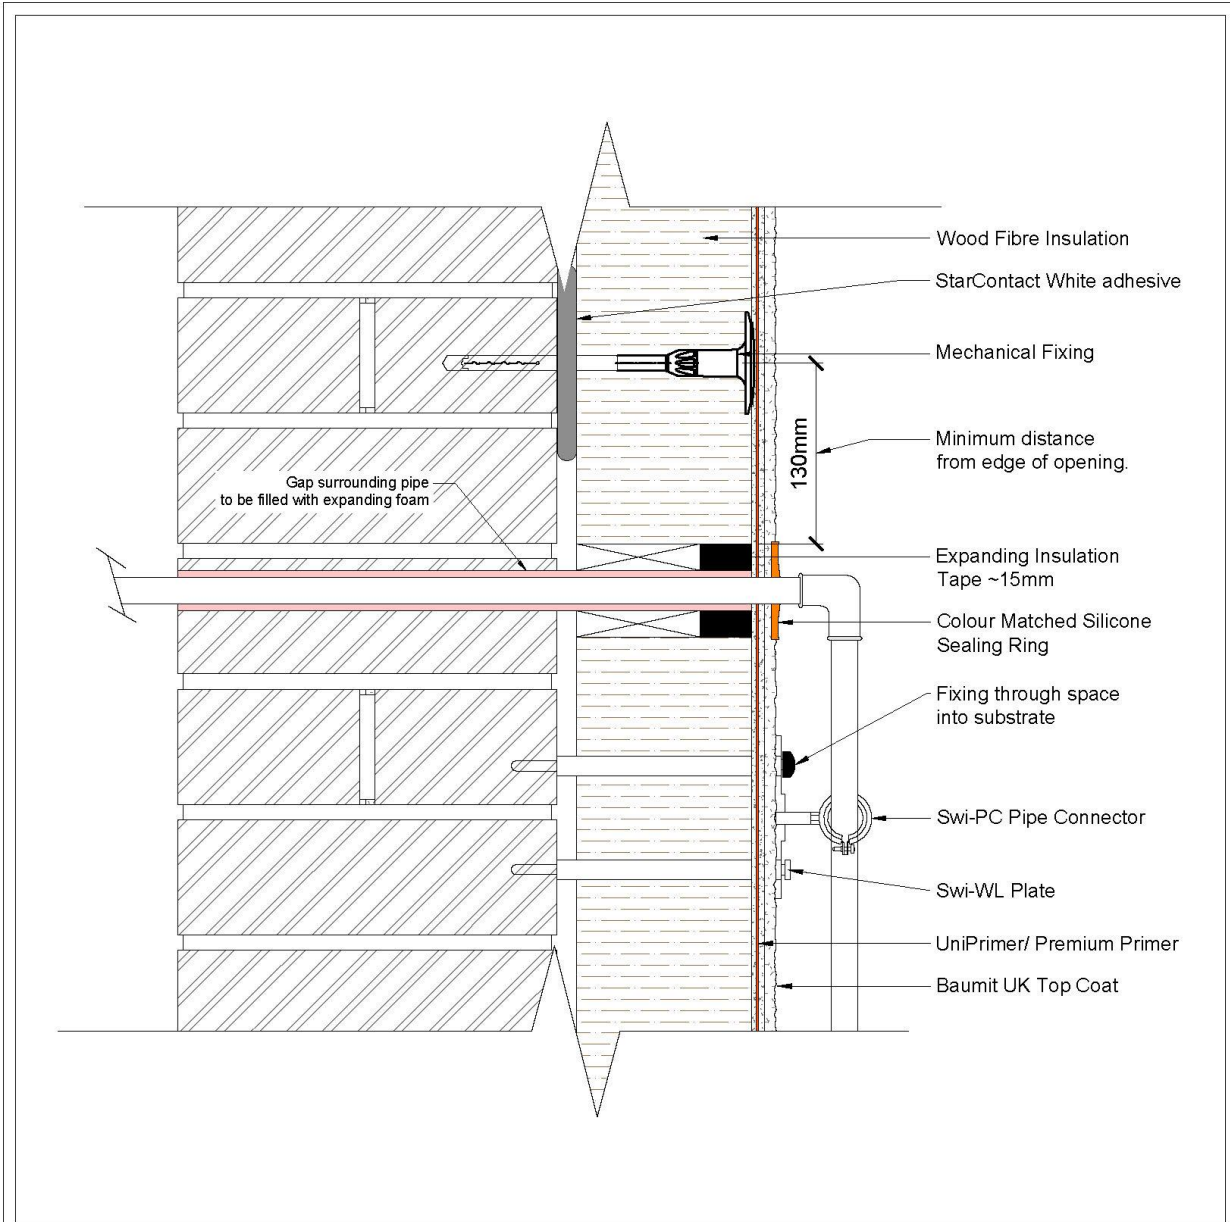 Wood Fibre Insulation
StarContact White adhesive
Mechanical Fixing
130mm
Minimum distance
from edge of opening.
Gap surrounding pipe
to be filled with expanding foam
Expanding Insulation
Tape ~15mm
Colour Matched Silicone
Sealing Ring
Fixing through space
into substrate
Swi-PC Pipe Connector
Swi-WL Plate
UniPrimer/ Premium Primer
Baumit UK Top Coat